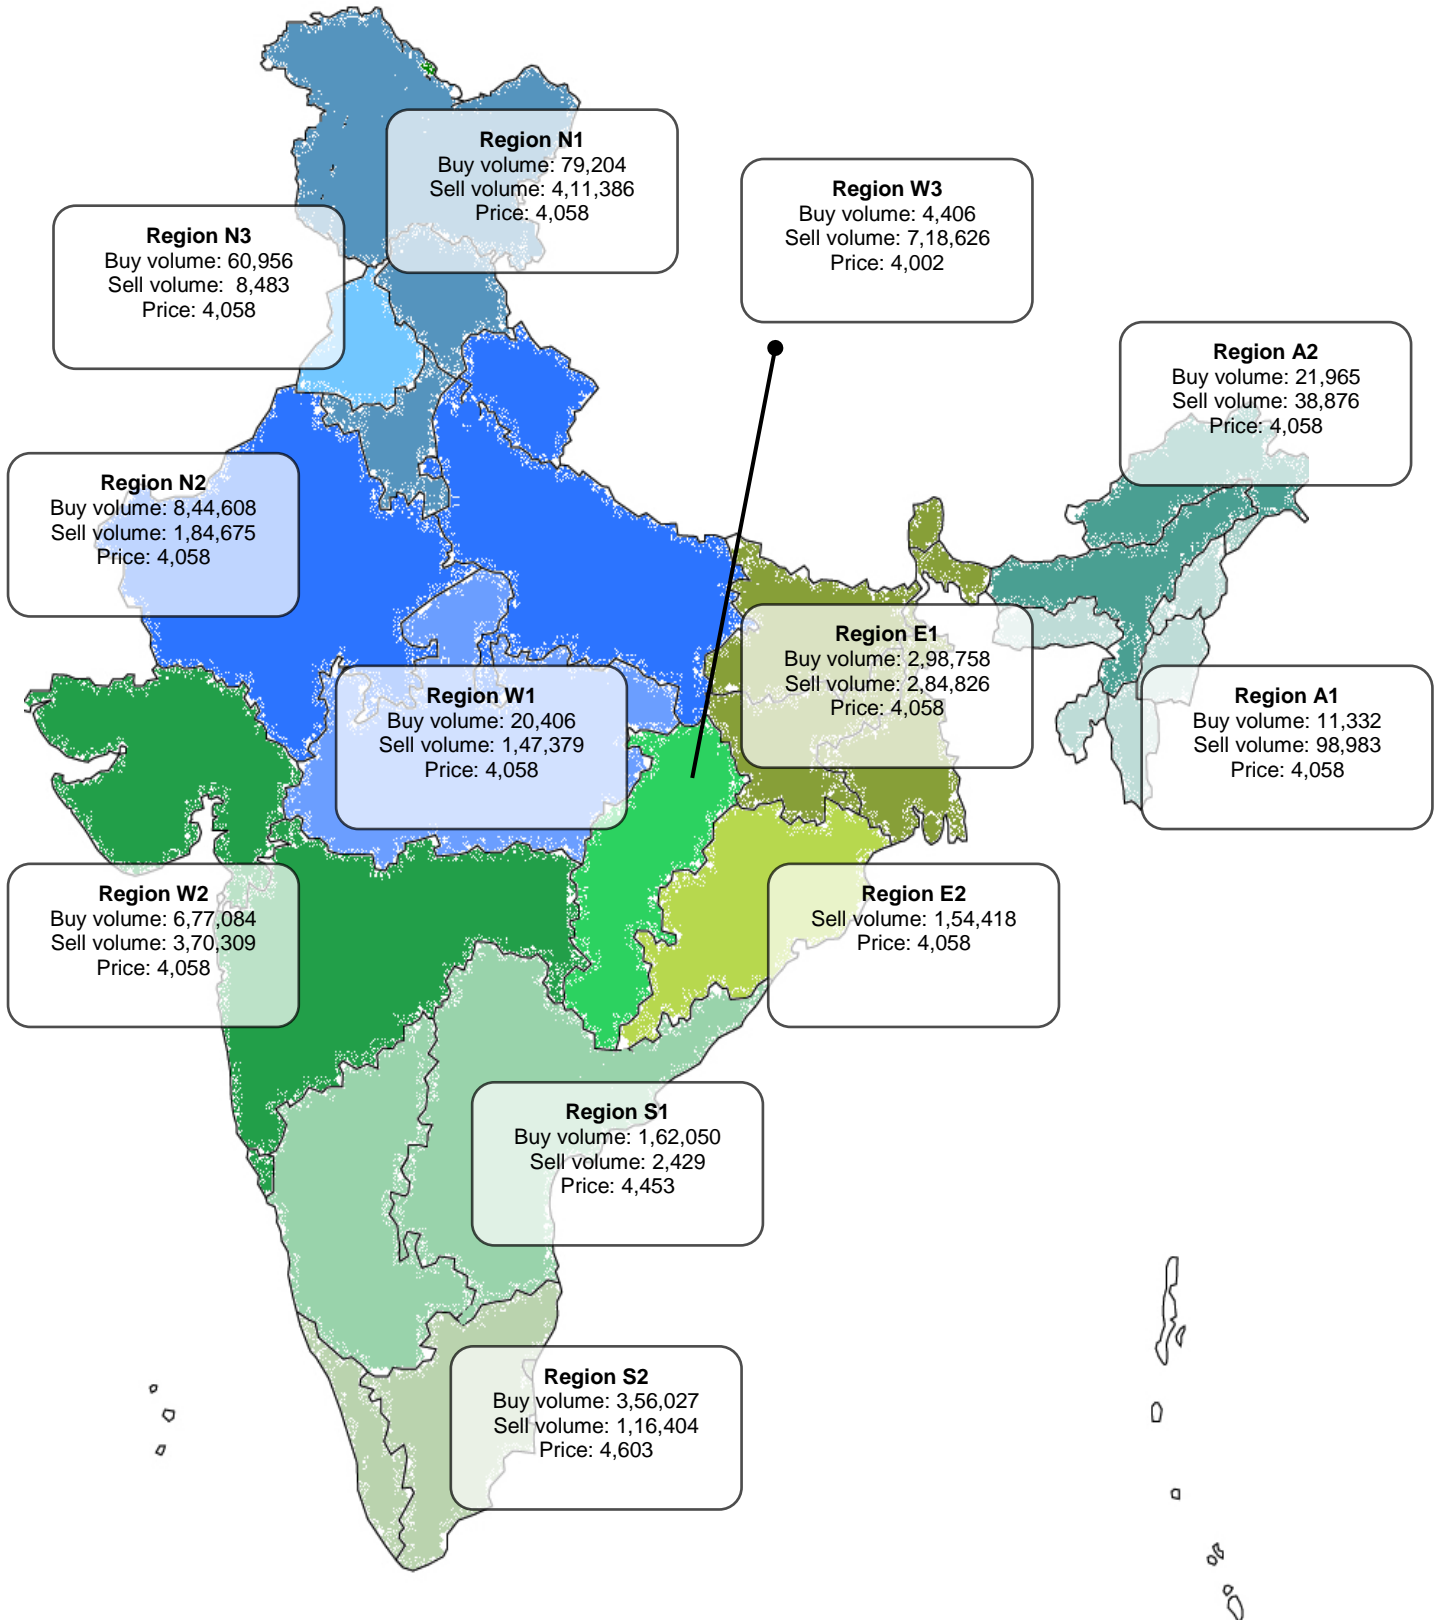 Region N1
Buy volume: 79,204
Sell volume: 4,11,386
Price: 4,058
Region W3
Buy volume: 4,406
Sell volume: 7,18,626
Price: 4,002
Region N3
Buy volume: 60,956
Sell volume:  8,483
Price: 4,058
Region A2
Buy volume: 21,965
Sell volume: 38,876
Price: 4,058
Region N2
Buy volume: 8,44,608
Sell volume: 1,84,675
Price: 4,058
Region E1
Buy volume: 2,98,758
Sell volume: 2,84,826
Price: 4,058
Region W1
Buy volume: 20,406
Sell volume: 1,47,379
Price: 4,058
Region A1
Buy volume: 11,332
Sell volume: 98,983
Price: 4,058
Region W2
Buy volume: 6,77,084
Sell volume: 3,70,309
Price: 4,058
Region E2
Sell volume: 1,54,418
Price: 4,058
Region S1
Buy volume: 1,62,050
Sell volume: 2,429
Price: 4,453
Region S2
Buy volume: 3,56,027
Sell volume: 1,16,404
Price: 4,603